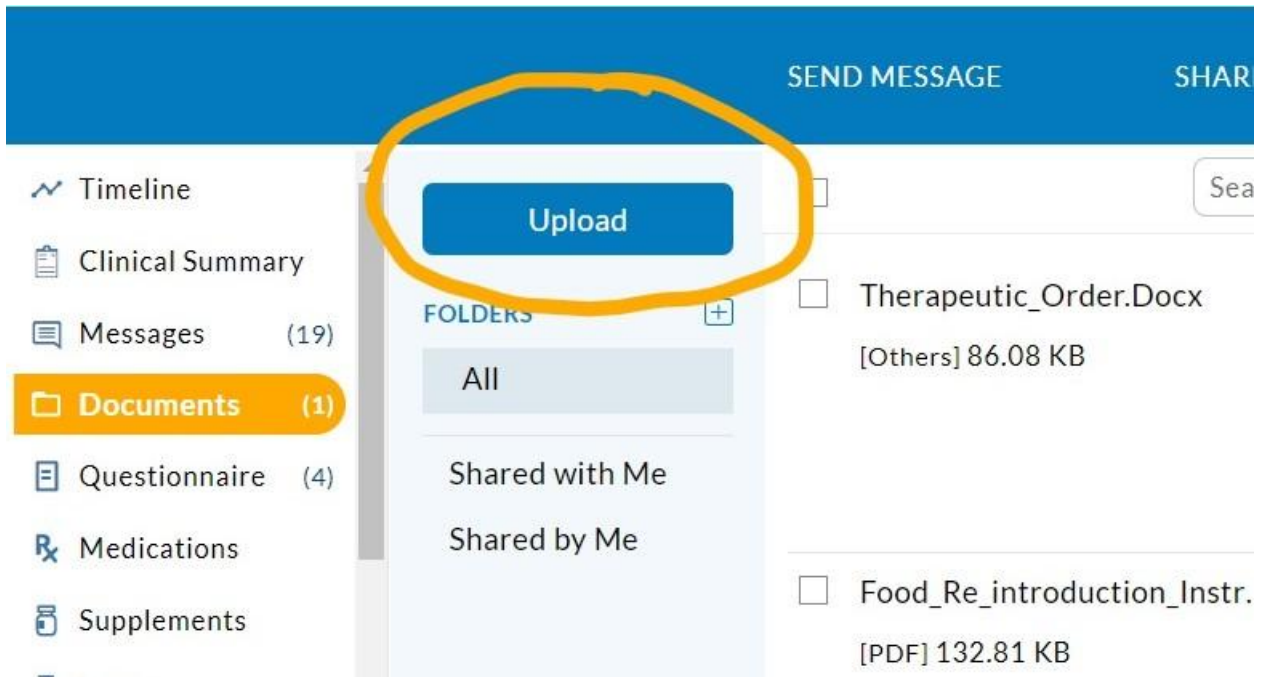 SEND MESSAGE
Timeline
Clinical Summary
Messages (19)
Documents (1)
Questionnaire (4)
Medications
Supplements
Upload
FOLDERS
All
Shared with Me
Shared by Me
Therapeutic_Order.Docx
[Others] 86.08 KB
Food_Re_introduction_Instr.
[PDF] 132.81 KB